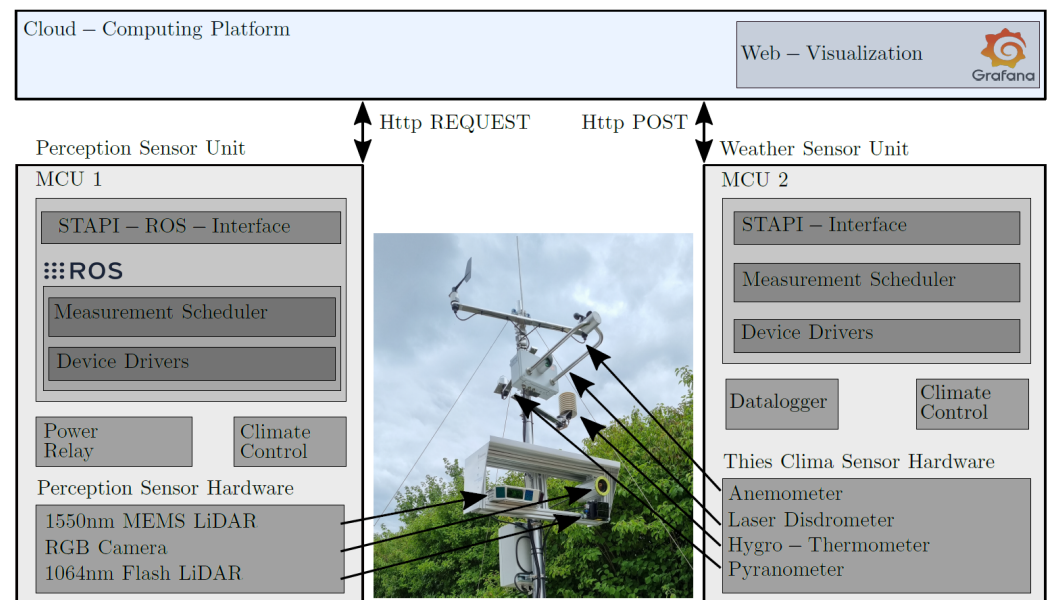 Cloud – Computing Platform
Web – Visualization
Grafana
Http REQUEST
Http POST
Perception Sensor Unit
MCU 1
STAPI – ROS – Interface
ROS
Measurement Scheduler
Device Drivers
Power
Relay
Climate
Control
Perception Sensor Hardware
1550nm MEMS LiDAR
RGB Camera
1064nm Flash LiDAR
Weather Sensor Unit
MCU 2
STAPI – Interface
Measurement Scheduler
Device Drivers
Datalogger
Climate
Control
Thies Clima Sensor Hardware
Anemometer
Laser Disdrometer
Hygro – Thermometer
Pyranometer